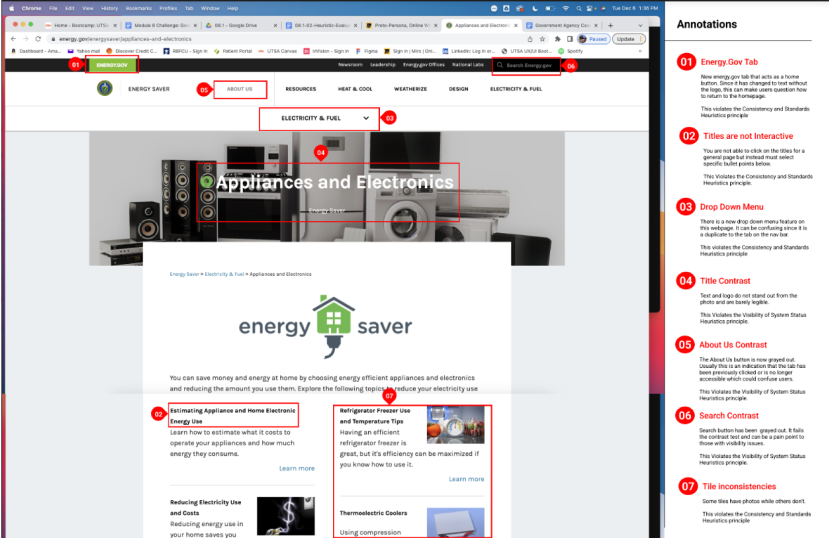 Chrome File Edit View History Bookmarks Profiles Tab Window Help
Tue Dec 6 1:36 PM
Home - Bootcamp: UTSA
Module 6 Challenge: Go
06.1 - Google Drive
06.1-02-Heuristic-Evalu
Proto-Persona, Online W
Appliances and Electroni
Government Agency Co
energy.gov/energysaver/appliances-and-electronics
Paused
Update
Yahoo mail
Discover Credit C...
RBFCU - Sign In
Patient Portal
UTSA Canvas
InVision - Sign in
Figma
Sign in | Miro | Onl...
LinkedIn: Log In or...
UTSA UX/UI Boot...
Spotify
01
ENERGY.GOV
Newsroom
Leadership
Energy.gov Offices
National Labs
Search Energy.gov
06
ENERGY SAVER
05
ABOUT US
RESOURCES
HEAT & COOL
WEATHERIZE
DESIGN
ELECTRICITY & FUEL
ELECTRICITY & FUEL
03
04
Appliances and Electronics
Energy Saver
Energy Saver » Electricity & Fuel » Appliances and Electronics
energy saver
You can save money and energy at home by choosing energy efficient appliances and electronics
and reducing the amount you use them. Explore the following topics to reduce your electricity use
07
02
Estimating Appliance and Home Electronic
Energy Use
Learn how to estimate what it costs to
operate your appliances and how much
energy they consume.
Learn more
Refrigerator Freezer Use
and Temperature Tips
Having an efficient
refrigerator freezer is
great, but it's efficiency can be maximized if
you know how to use it.
Learn more
Reducing Electricity Use
and Costs
Reducing energy use in
your home saves you
Thermoelectric Coolers
Using compression
Annotations
01 Energy.Gov Tab
New energy.gov tab that acts as a home
button. Since it has changed to text without
the logo, this can make users question how
to return to the homepage.
This violates the Consistency and Standards
Heuristics principle.
02 Titles are not Interactive
You are not able to click on the titles for a
general page but instead must select
specific bullet points below.
This Violates the Consistency and Standards
Heuristics principle.
03 Drop Down Menu
There is a new drop down menu feature on
this webpage. It can be confusing since it is
a duplicate to the tab on the nav bar.
This violates the Consistency and Standards
Heuristics principle.
04 Title Contrast
Text and logo do not stand out from the
photo and are barely legible.
This Violates the Visibility of System Status
Heuristics principle.
05 About Us Contrast
The About Us button is now grayed out.
Usually this is an indication that the tab has
been previously clicked or is no longer
accessible which could confuse users.
This Violates the Visibility of System Status
Heuristics principle.
06 Search Contrast
Search button has been grayed out. It fails
the contrast test and can be a pain point to
those with visibility issues.
This Violates the Visibility of System Status
Heuristics principle.
07 Tile inconsistencies
Some tiles have photos while others don't.
This violates the Consistency and Standards
Heuristics principle